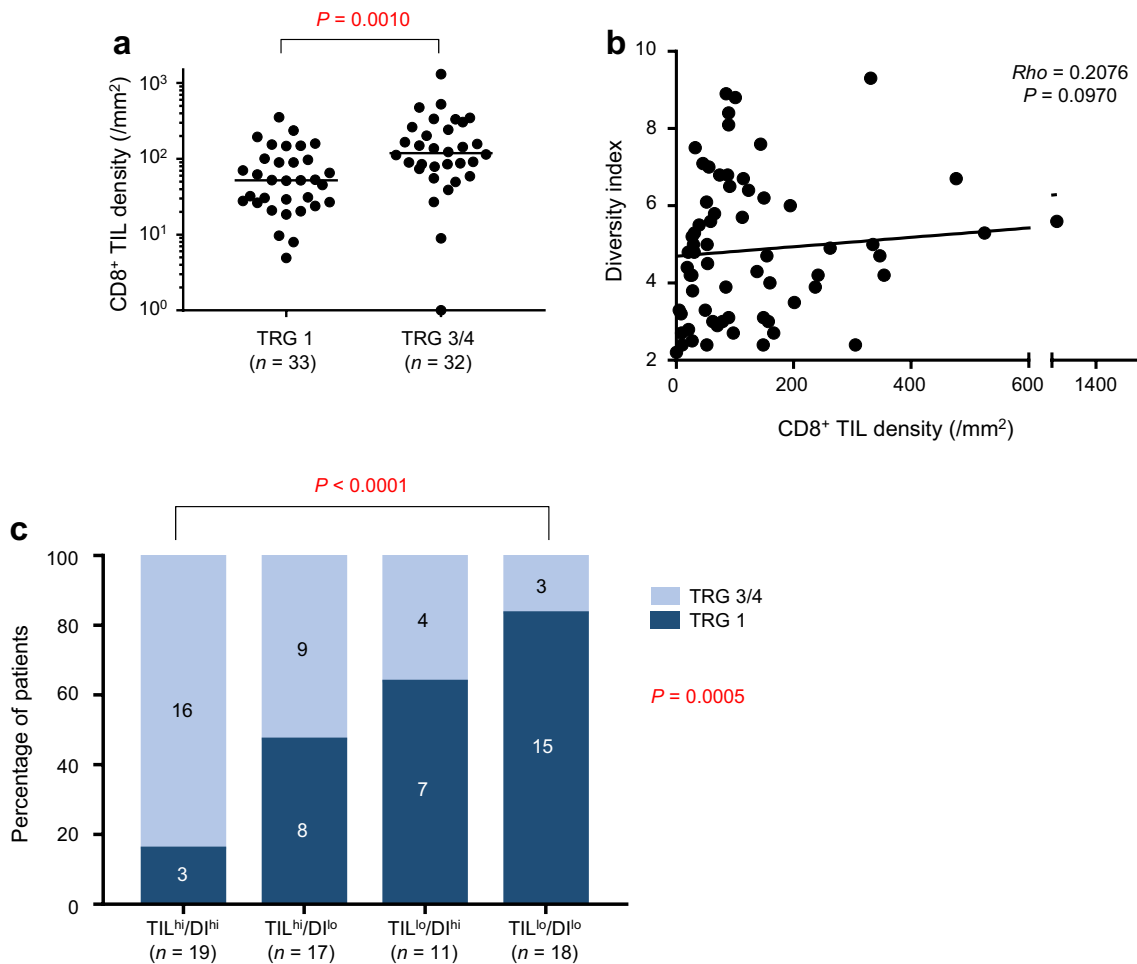 a
P = 0.0010
CD8⁺ TIL density (/mm²)
10³
10²
10¹
10⁰
TRG 1
(n = 33)
TRG 3/4
(n = 32)
b
Rho = 0.2076
P = 0.0970
Diversity index
10
8
6
4
2
0
200
400
600
1400
CD8⁺ TIL density (/mm²)
c
P < 0.0001
Percentage of patients
100
80
60
40
20
0
16
3
9
8
4
7
3
15
TILʰⁱ/DIʰⁱ
(n = 19)
TILʰⁱ/DIˡᵒ
(n = 17)
TILˡᵒ/DIʰⁱ
(n = 11)
TILˡᵒ/DIˡᵒ
(n = 18)
TRG 3/4
TRG 1
P = 0.0005